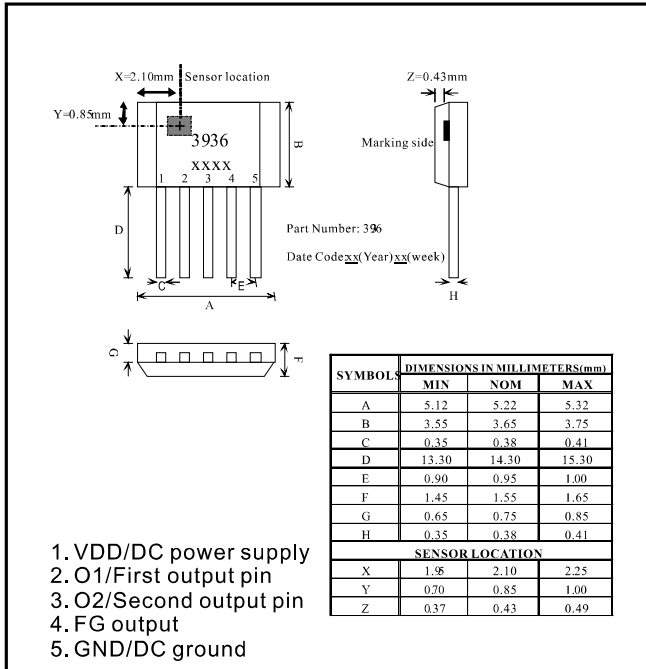 X=2.10mm Sensor location
Z=0.43mm
Y=0.85mm
3936
XXXX
1 2 3 4 5
B
Marking side
D
Part Number: 396
Date Code:xx(Year)xx(week)
C
E
A
H
G
F
SYMBOLS DIMENSIONS IN MILLIMETERS(mm)
MIN NOM MAX
A 5.12 5.22 5.32
B 3.55 3.65 3.75
C 0.35 0.38 0.41
D 13.30 14.30 15.30
E 0.90 0.95 1.00
F 1.45 1.55 1.65
G 0.65 0.75 0.85
H 0.35 0.38 0.41
SENSOR LOCATION
X 1.95 2.10 2.25
Y 0.70 0.85 1.00
Z 0.37 0.43 0.49
1. VDD/DC power supply
2. O1/First output pin
3. O2/Second output pin
4. FG output
5. GND/DC ground